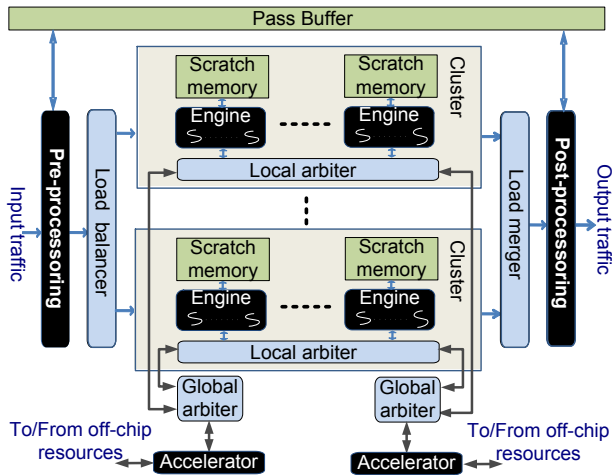 Pass Buffer
Input traffic
Pre-processoring
Load balancer
Scratch
memory
Scratch
memory
Cluster
Engine
Engine
Local arbiter
Scratch
memory
Scratch
memory
Cluster
Engine
Engine
Local arbiter
Load merger
Post-processoring
Output traffic
Global
arbiter
Global
arbiter
To/From off-chip
resources
Accelerator
Accelerator
To/From off-chip
resources